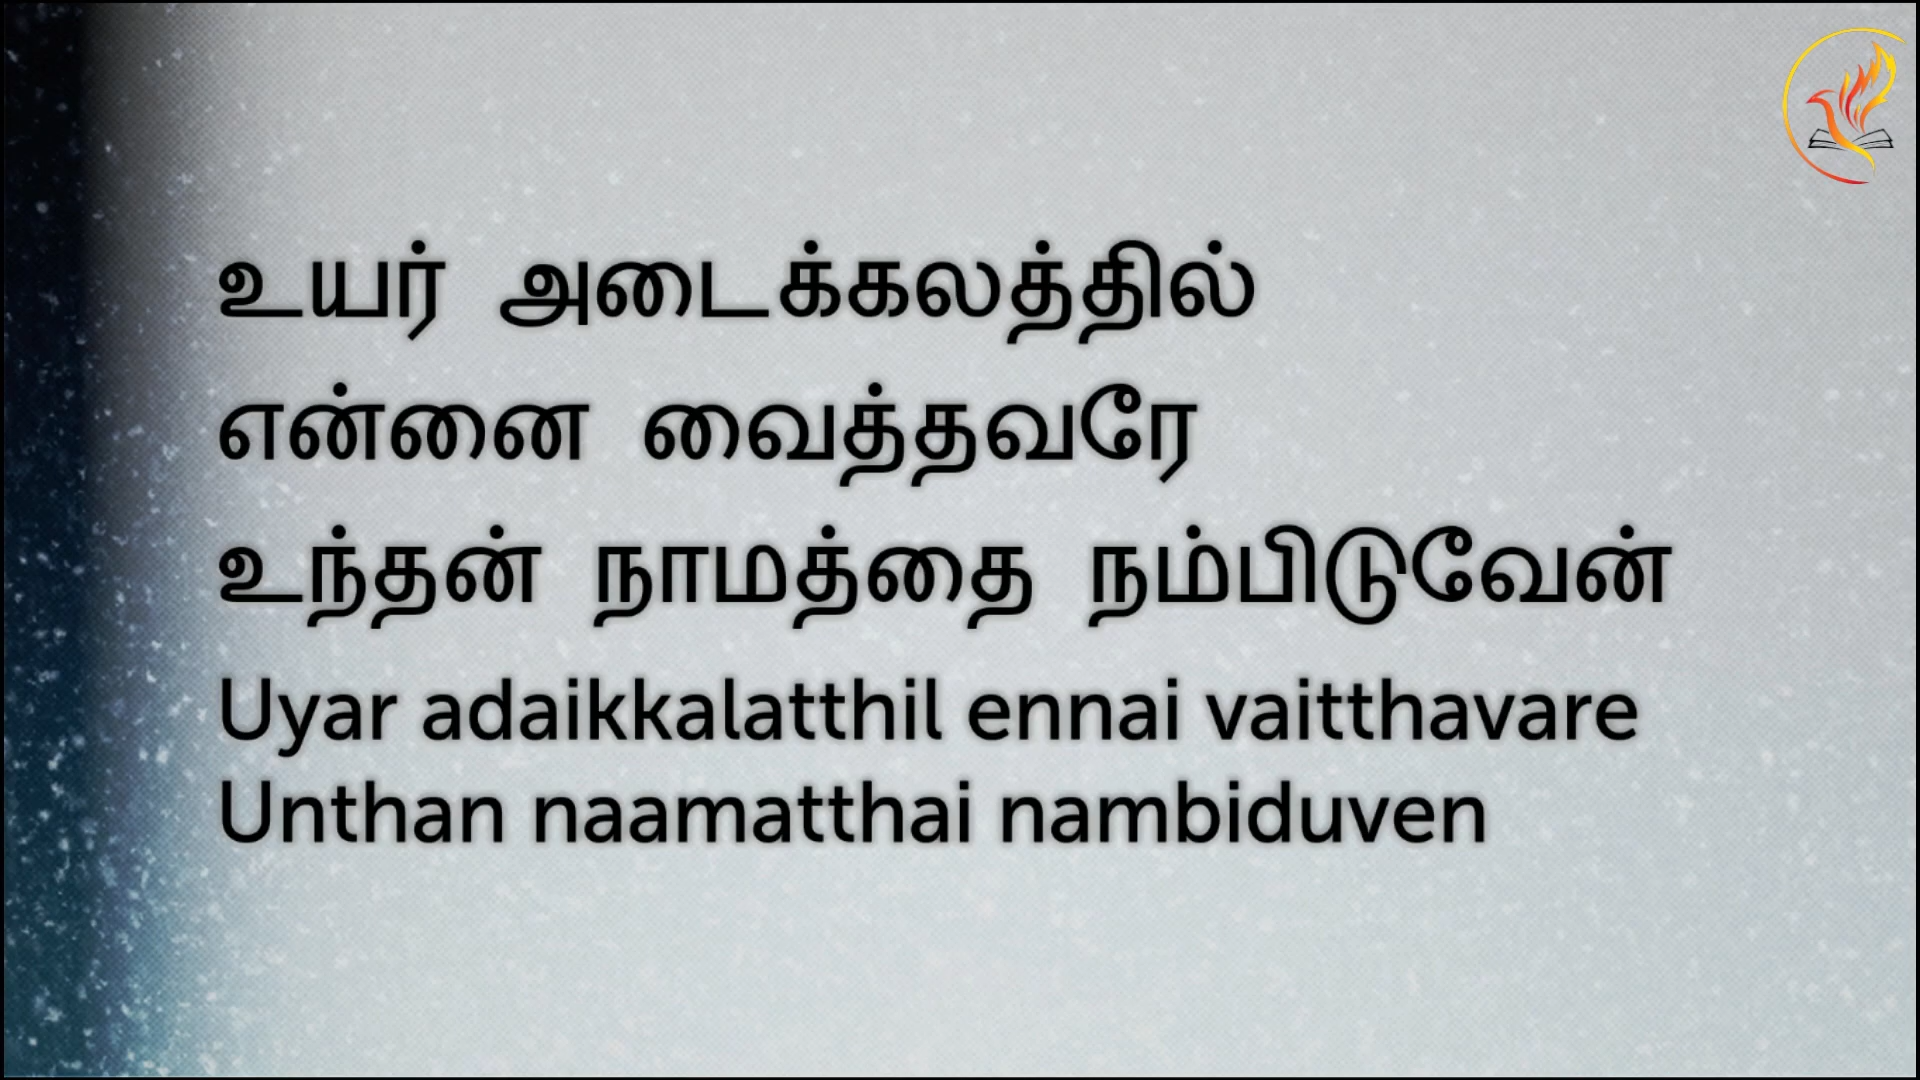 உயர் அடைக்கலத்தில்
என்னை வைத்தவரே
உந்தன் நாமத்தை நம்பிடுவேன்
Uyar adaikkalatthil ennai vaitthavare
Unthan naamatthai nambiduven